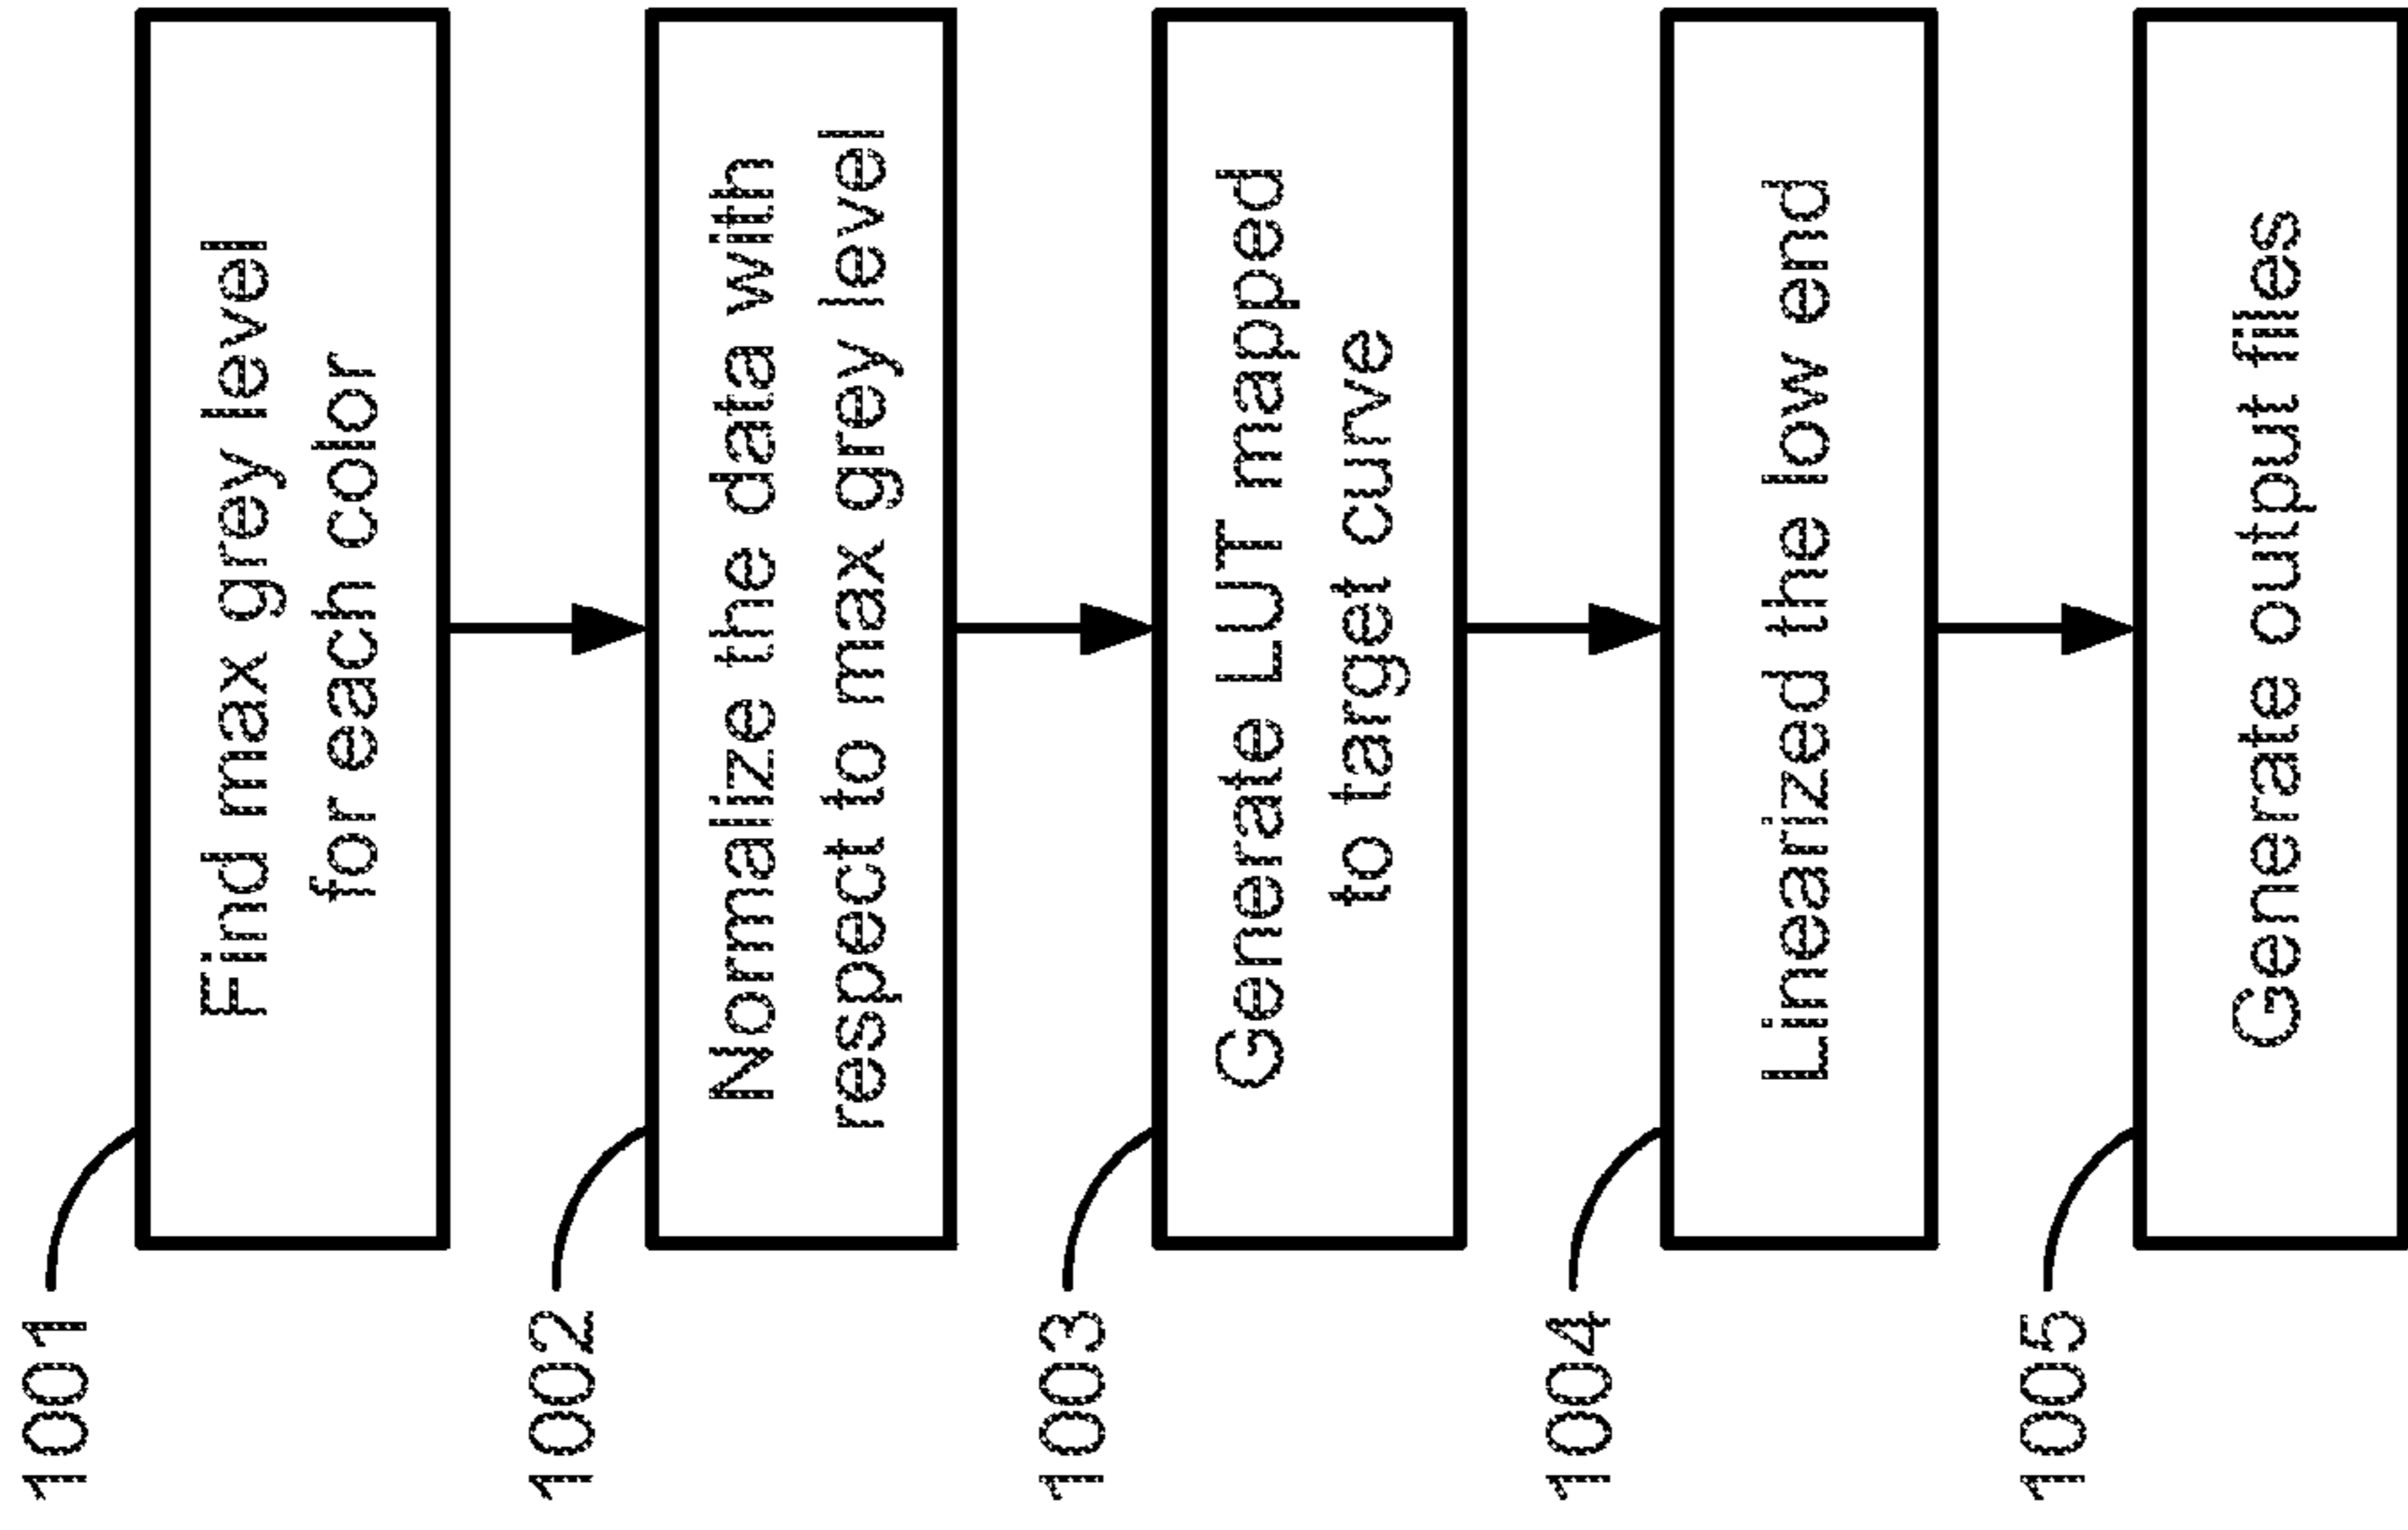 1001
Find max grey level
for each color
1002
Normalize the data with
respect to max grey level
1003
Generate LUT mapped
to target curve
1004
Linearized the low end
1005
Generate output files